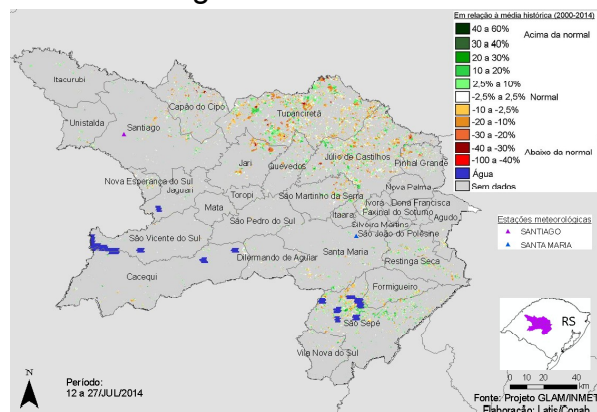 Em relação à média histórica (2000-2014)
40 a 60%
Acima da normal
30 a 40%
20 a 30%
10 a 20%
2,5% a 10%
-2,5% a 2,5%
Normal
-10 a -2,5%
-20 a -10%
-30 a -20%
-40 a -30%
Abaixo da normal
-100 a -40%
Água
Sem dados
Estações meteorológicas
SANTIAGO
SANTA MARIA
Itacurubi
Capão do Cipó
Unistalda
Santiago
Tupanciretã
Jari
Quevedos
Júlio de Castilhos
Pinhal Grande
Nova Esperança do Sul
Jaguari
Nova Palma
Toropi
São Martinho da Serra
Mata
Ivorá
Dona Francisca
Itaara
Faxinal do Soturno
São Pedro do Sul
Agudo
Silveira Martins
São João do Polêsine
São Vicente do Sul
Santa Maria
Dilermando de Aguiar
Restinga Seca
Cacequi
Formigueiro
São Sepé
Vila Nova do Sul
RS
N
Período:
12 a 27/JUL/2014
0 10 20 40
km
Fonte: Projeto GLAM/INMET
Elaboração: Latis/Conab